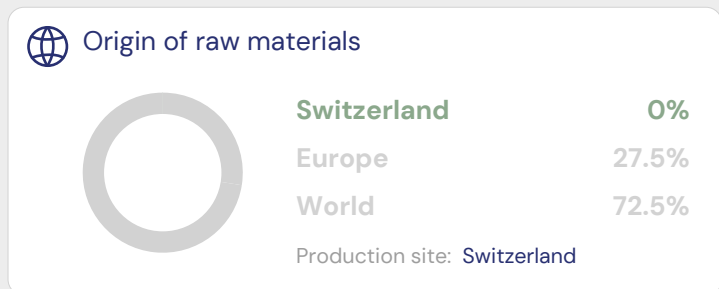 Origin of raw materials
Switzerland 0%
Europe 27.5%
World 72.5%
Production site: Switzerland